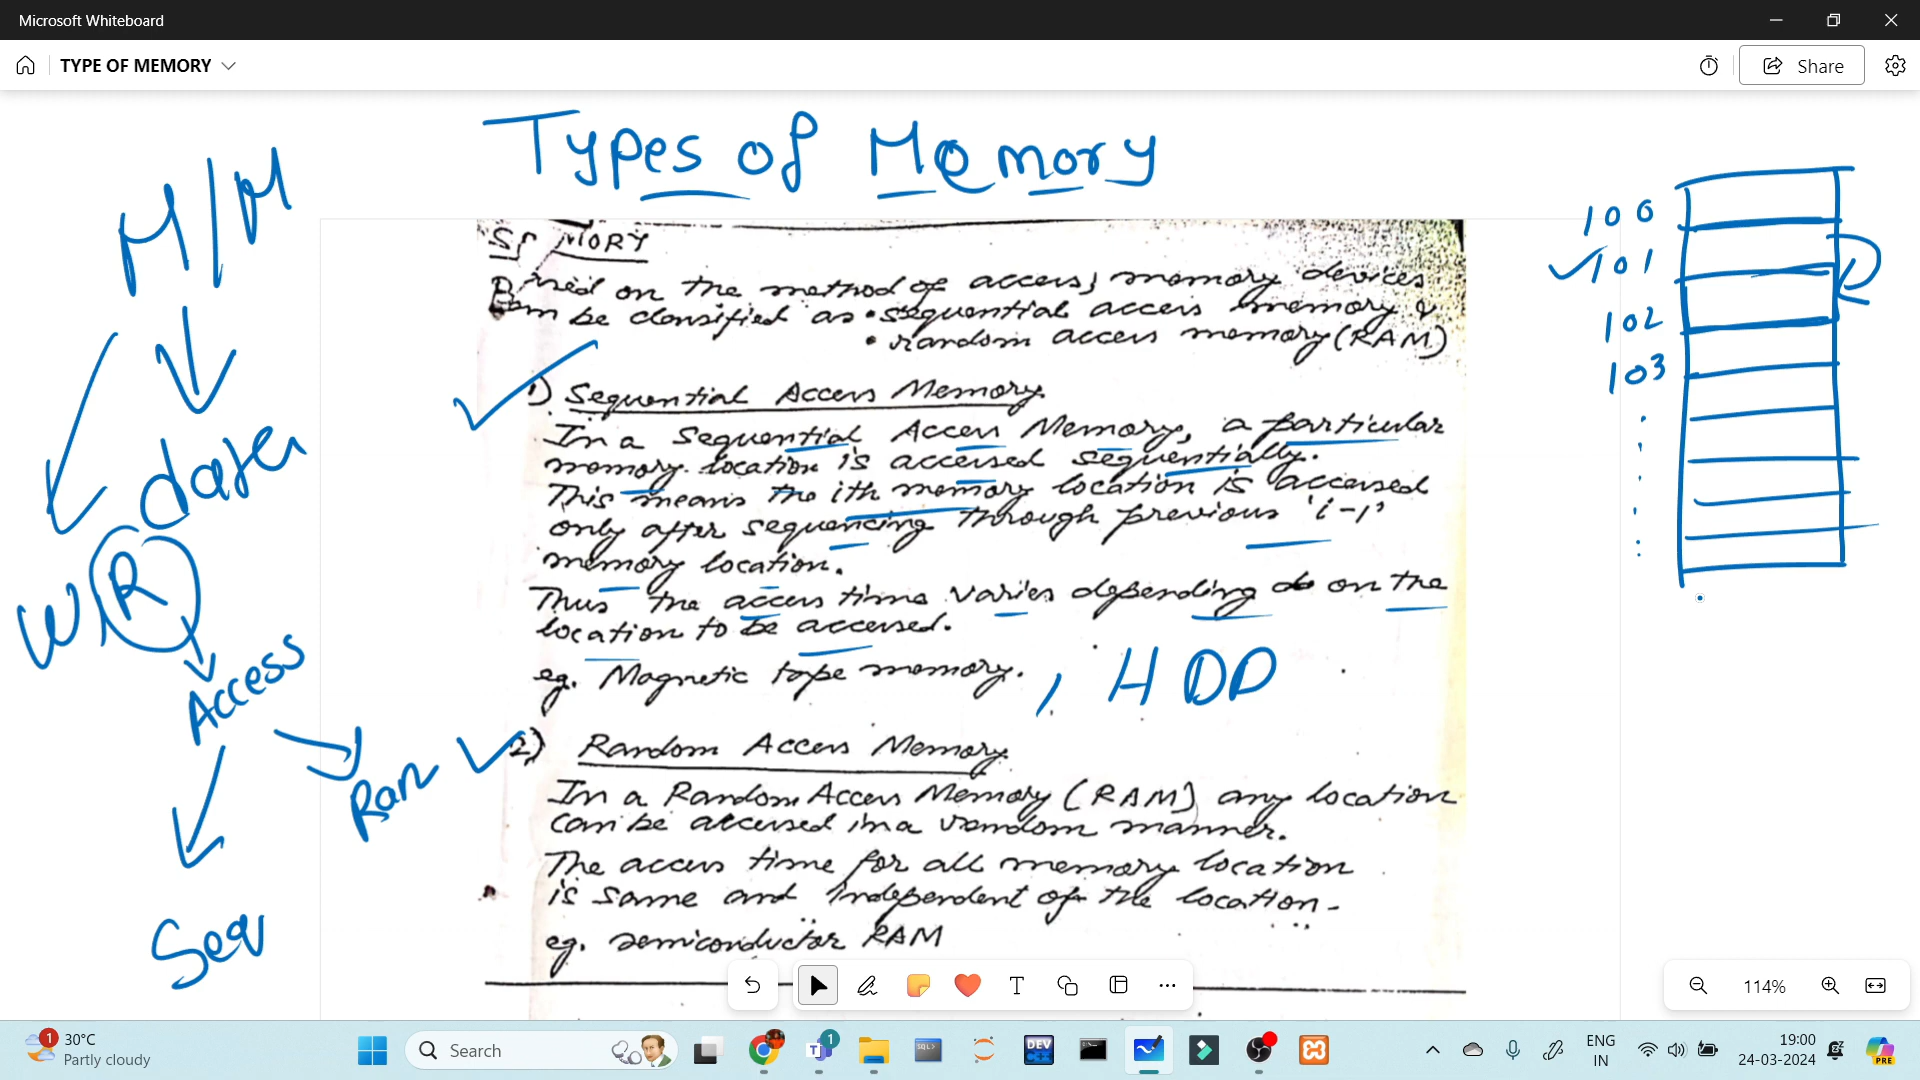 Microsoft Whiteboard
TYPE OF MEMORY
Share
Types of Memory
M/M
data
W/R
Access
Ran
Seq
100
101
102
103
MORY
on the method of access, memory devices
can be classified as • sequential access memory &
• random access memory (RAM)
1) Sequential Access Memory
In a Sequential Access Memory, a particular
memory location is accessed sequentially.
This means the ith memory location is accessed
only after sequencing through previous 'i-1'
memory location.
Thus the access time varies depending on the
location to be accessed.
eg. Magnetic tape memory. , HDD
2) Random Access Memory
In a Random Access Memory (RAM) any location
can be accessed in a random manner.
The access time for all memory location
is same and independent of the location.
eg. semiconductor RAM
114%
1
30°C
Partly cloudy
Search
1
SQL>
DEV
C++
ENG
IN
19:00
24-03-2024
PRE